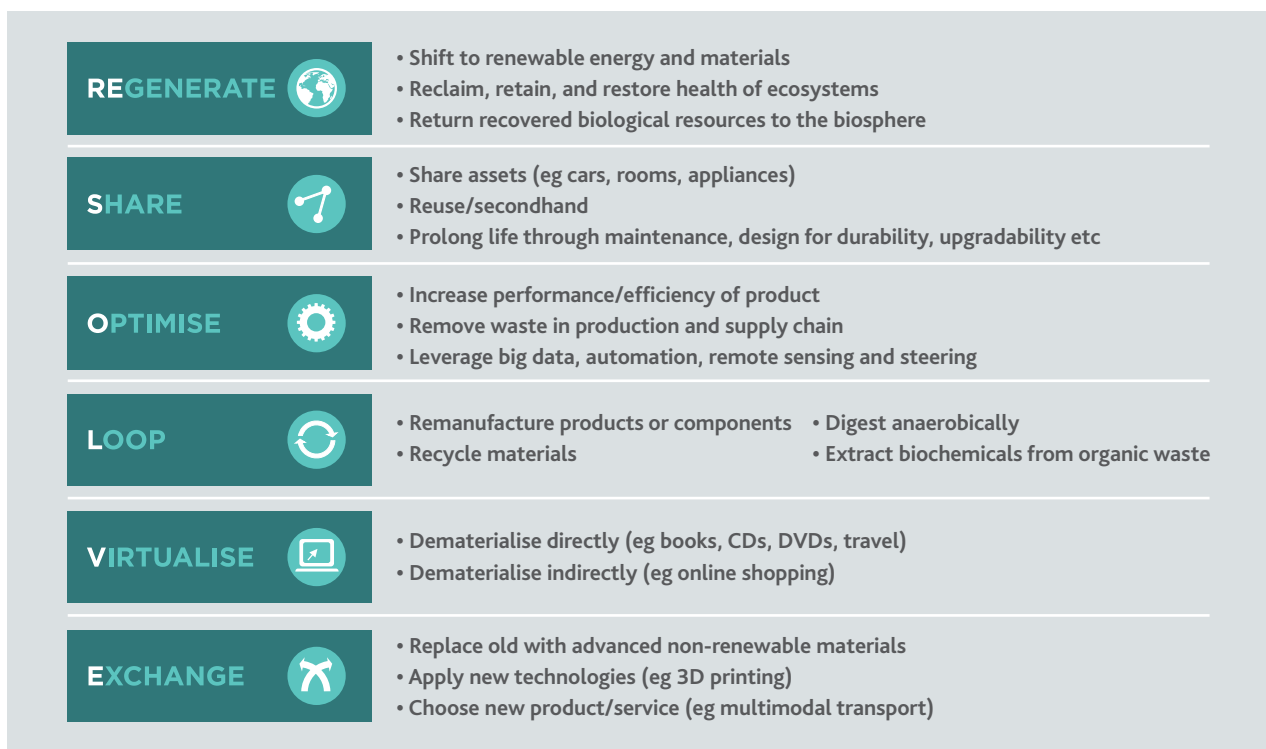 REGENERATE
• Shift to renewable energy and materials
• Reclaim, retain, and restore health of ecosystems
• Return recovered biological resources to the biosphere
SHARE
• Share assets (eg cars, rooms, appliances)
• Reuse/secondhand
• Prolong life through maintenance, design for durability, upgradability etc
OPTIMISE
• Increase performance/efficiency of product
• Remove waste in production and supply chain
• Leverage big data, automation, remote sensing and steering
LOOP
• Remanufacture products or components
• Recycle materials
• Digest anaerobically
• Extract biochemicals from organic waste
VIRTUALISE
• Dematerialise directly (eg books, CDs, DVDs, travel)
• Dematerialise indirectly (eg online shopping)
EXCHANGE
• Replace old with advanced non-renewable materials
• Apply new technologies (eg 3D printing)
• Choose new product/service (eg multimodal transport)